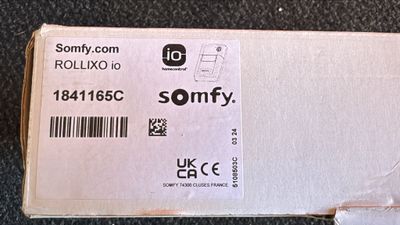 Somfy.com
ROLLIXO io
io
homecontrol
1841165C
somfy.
UK
CA CE
SOMFY 74300 CLUSES FRANCE
5108503C
03 24